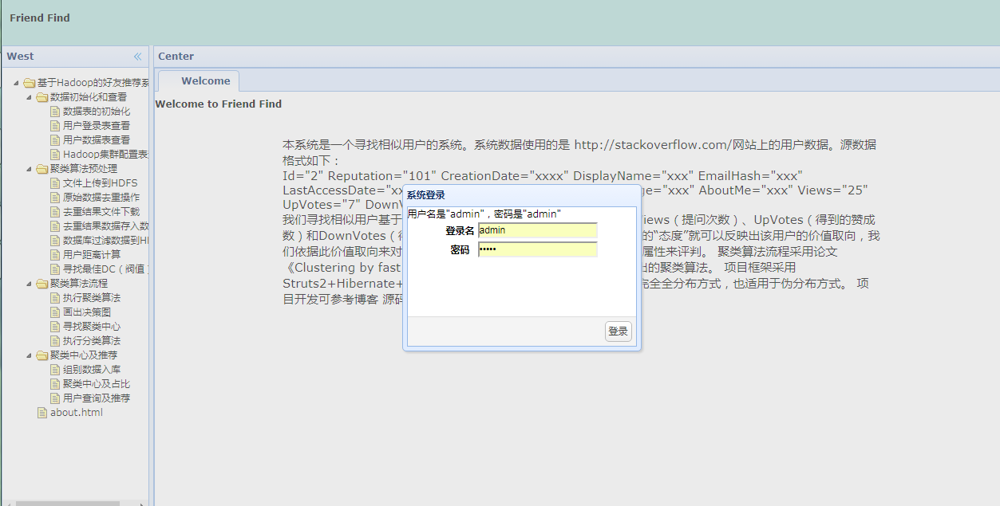 Friend Find
West
Center
基于Hadoop的好友推荐系
数据初始化和查看
数据表的初始化
用户登录表查看
用户数据表查看
Hadoop集群配置表
聚类算法预处理
文件上传到HDFS
原始数据去重操作
去重结果文件下载
去重结果数据存入数
数据库过滤数据到H
用户距离计算
寻找最佳DC（阀值
聚类算法流程
执行聚类算法
画出决策图
寻找聚类中心
执行分类算法
聚类中心及推荐
组别数据入库
聚类中心及占比
用户查询及推荐
about.html
Welcome
Welcome to Friend Find
本系统是一个寻找相似用户的系统。系统数据使用的是 http://stackoverflow.com/网站上的用户数据。源数据
格式如下：
Id="2" Reputation="101" CreationDate="xxxx" DisplayName="xxx" EmailHash="xxx"
LastAccessDate="xx ge="xxx" AboutMe="xxx" Views="25"
UpVotes="7" DownV
我们寻找相似用户基于 iews（提问次数）、UpVotes（得到的赞成
数）和DownVotes（得 的“态度”就可以反映出该用户的价值取向，我
们依据此价值取向来对 属性来评判。 聚类算法流程采用论文
《Clustering by fast 出的聚类算法。 项目框架采用
Struts2+Hibernate+ 完全分布方式，也适用于伪分布方式。 项
目开发可参考博客 源码
系统登录
用户名是"admin"，密码是"admin"
登录名 admin
密码 •••••
登录